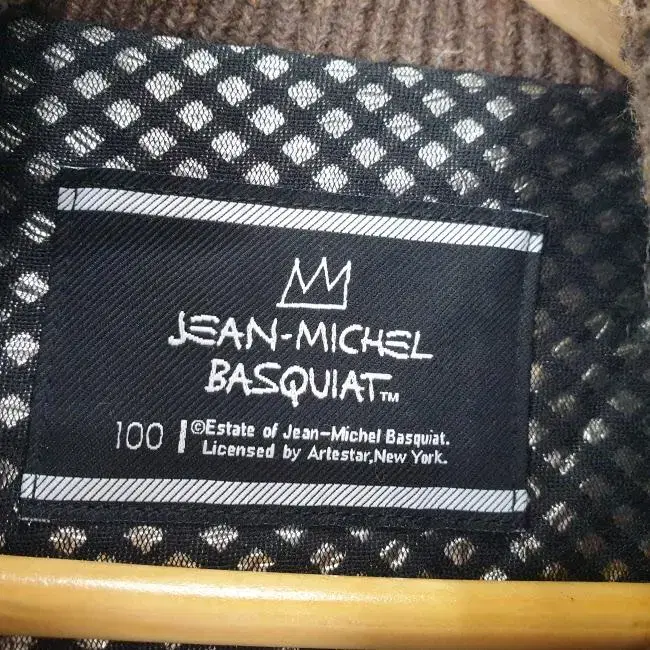 JEAN-MICHEL
BASQUIAT™
100
©Estate of Jean-Michel Basquiat.
Licensed by Artestar,New York.